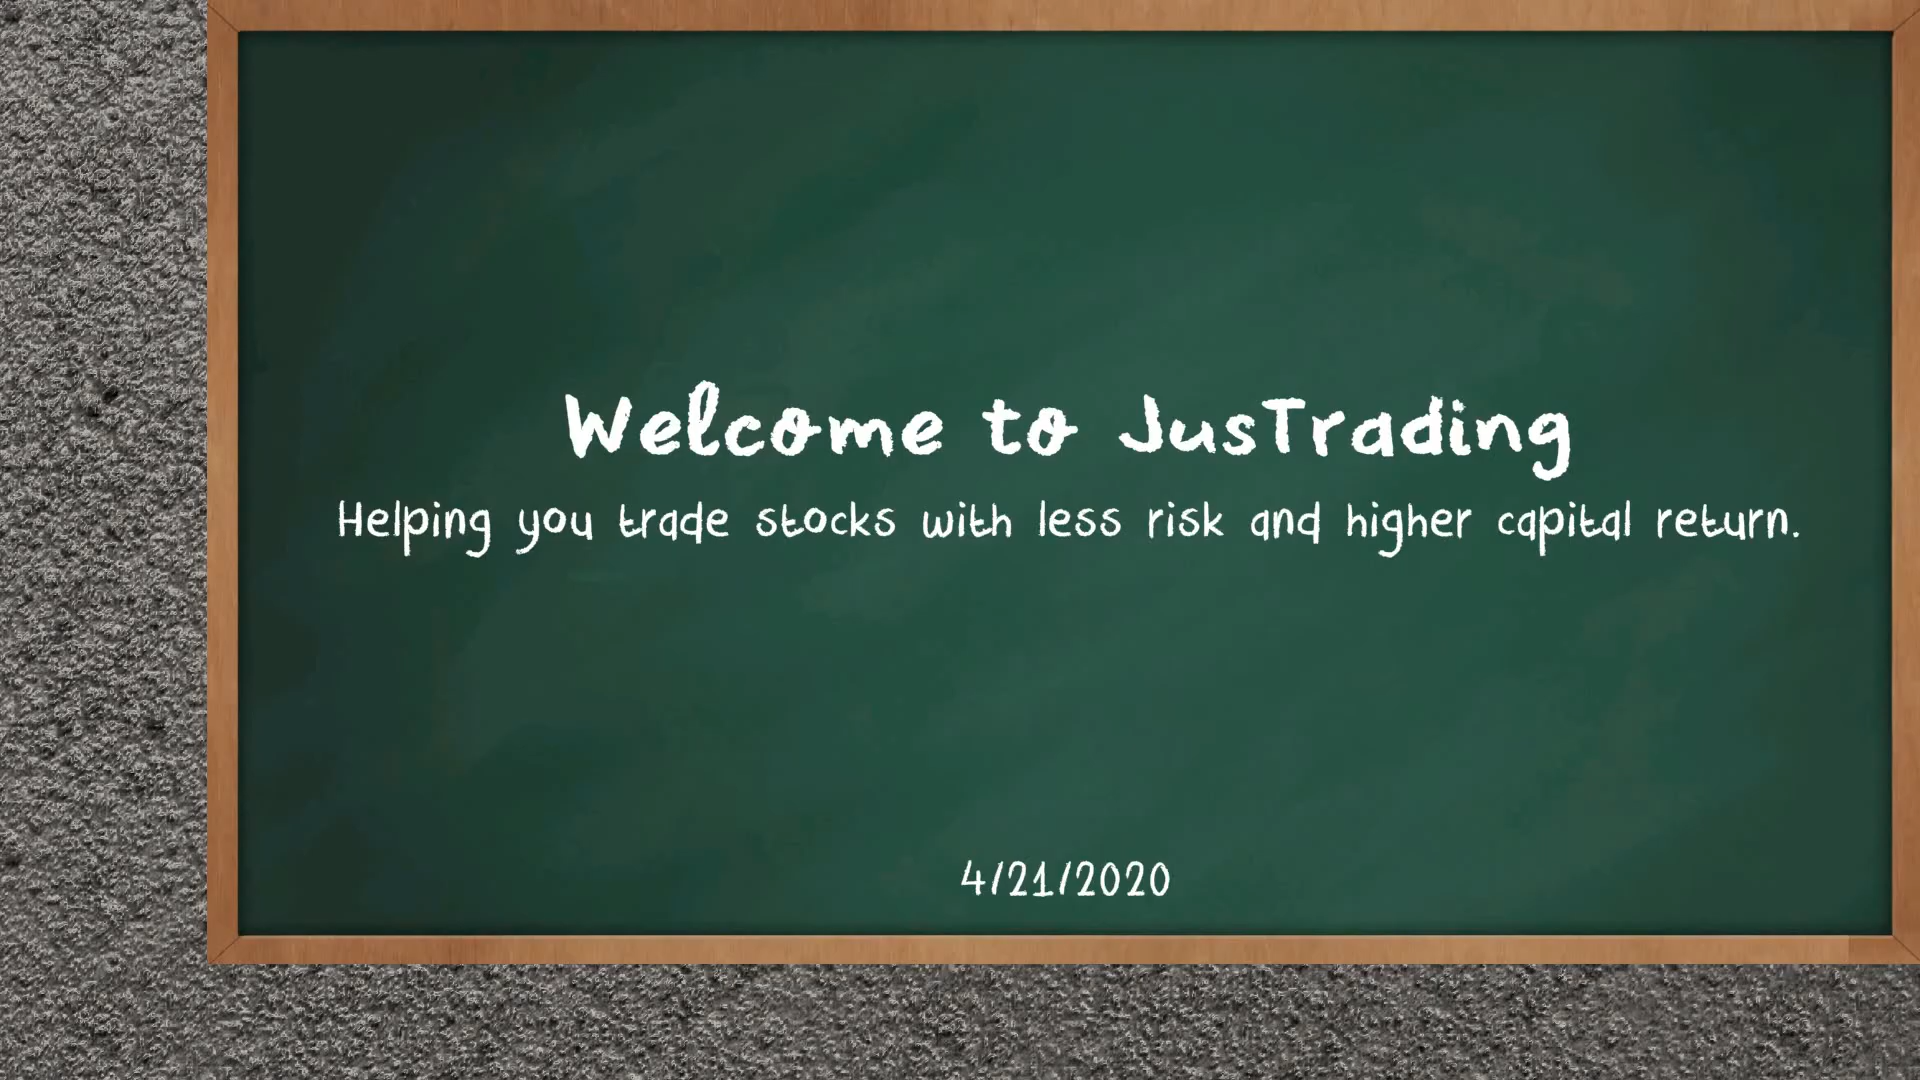 Welcome to JusTrading
Helping you trade stocks with less risk and higher capital return.
4/21/2020